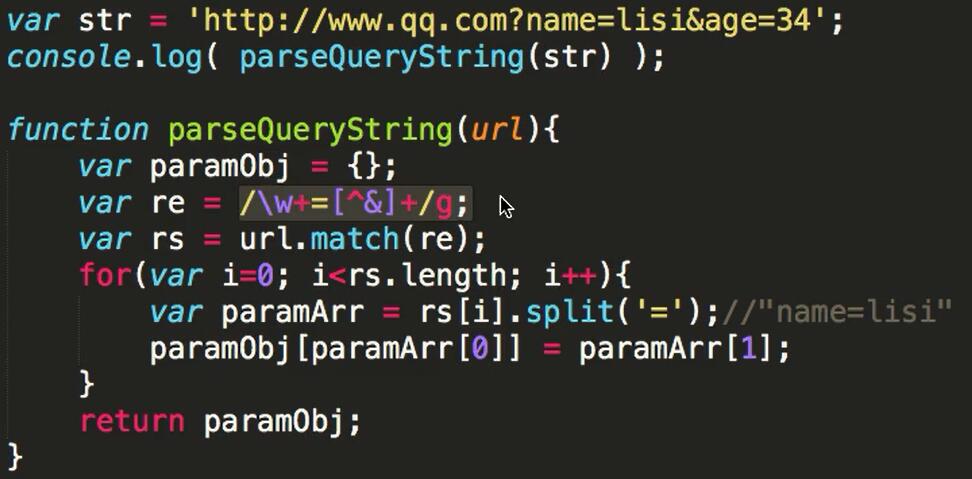 var str = 'http://www.qq.com?name=lisi&age=34';
console.log( parseQueryString(str) );
function parseQueryString(url){
var paramObj = {};
var re = /\w+=[^&]+/g;
var rs = url.match(re);
for(var i=0; i<rs.length; i++){
var paramArr = rs[i].split('=');//"name=lisi"
paramObj[paramArr[0]] = paramArr[1];
}
return paramObj;
}